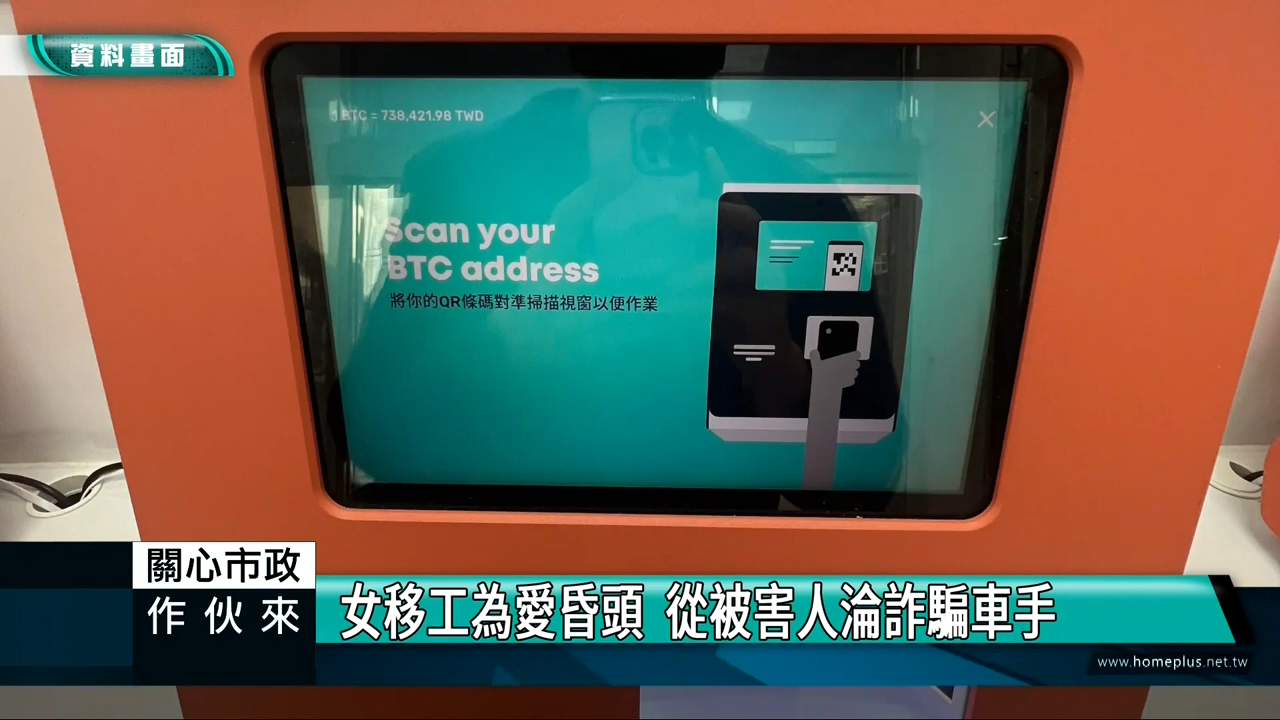 資料畫面
1 BTC = 738,421.98 TWD
Scan your
BTC address
將你的QR條碼對準掃描視窗以便作業
關心市政
作伙來
女移工為愛昏頭 從被害人淪詐騙車手
www.homeplus.net.tw